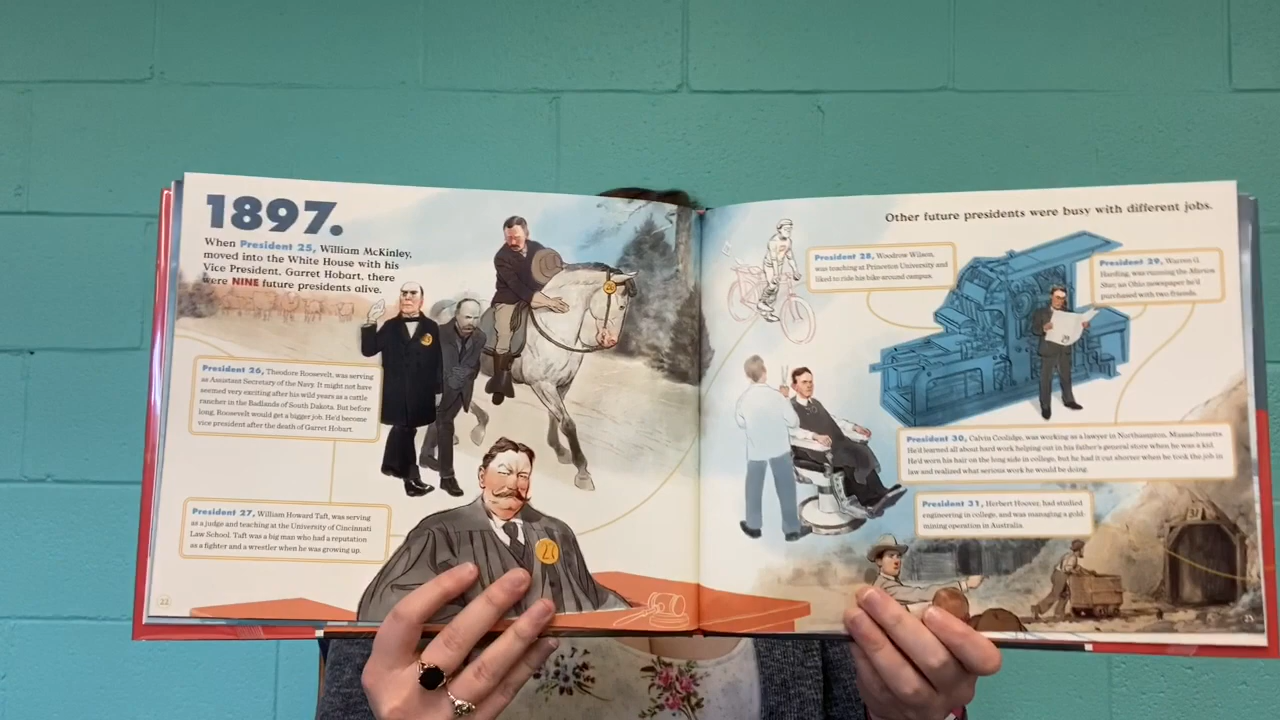 1897.
When President 25, William McKinley,
moved into the White House with his
Vice President, Garret Hobart, there
were NINE future presidents alive.
President 26, Theodore Roosevelt, was serving
as Assistant Secretary of the Navy. It might not have
seemed very exciting after his wild years as a cattle
rancher in the Badlands of South Dakota. But before
long, Roosevelt would get a bigger job. He'd become
vice president after the death of Garret Hobart.
President 27, William Howard Taft, was serving
as a judge and teaching at the University of Cincinnati
Law School. Taft was a big man who had a reputation
as a fighter and a wrestler when he was growing up.
22
Other future presidents were busy with different jobs.
President 28, Woodrow Wilson,
was teaching at Princeton University and
liked to ride his bike around campus.
President 29, Warren G.
Harding, was running the Marion
Star, an Ohio newspaper he'd
purchased with two friends.
President 30, Calvin Coolidge, was working as a lawyer in Northampton, Massachusetts.
He'd learned all about hard work helping out in his father's general store when he was a kid.
He'd worn his hair on the long side in college, but he had it cut shorter when he took the job in
law and realized what serious work he would be doing.
President 31, Herbert Hoover, had studied
engineering in college, and was managing a gold-
mining operation in Australia.
31
23